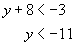 y + 8 < −3
y < −11